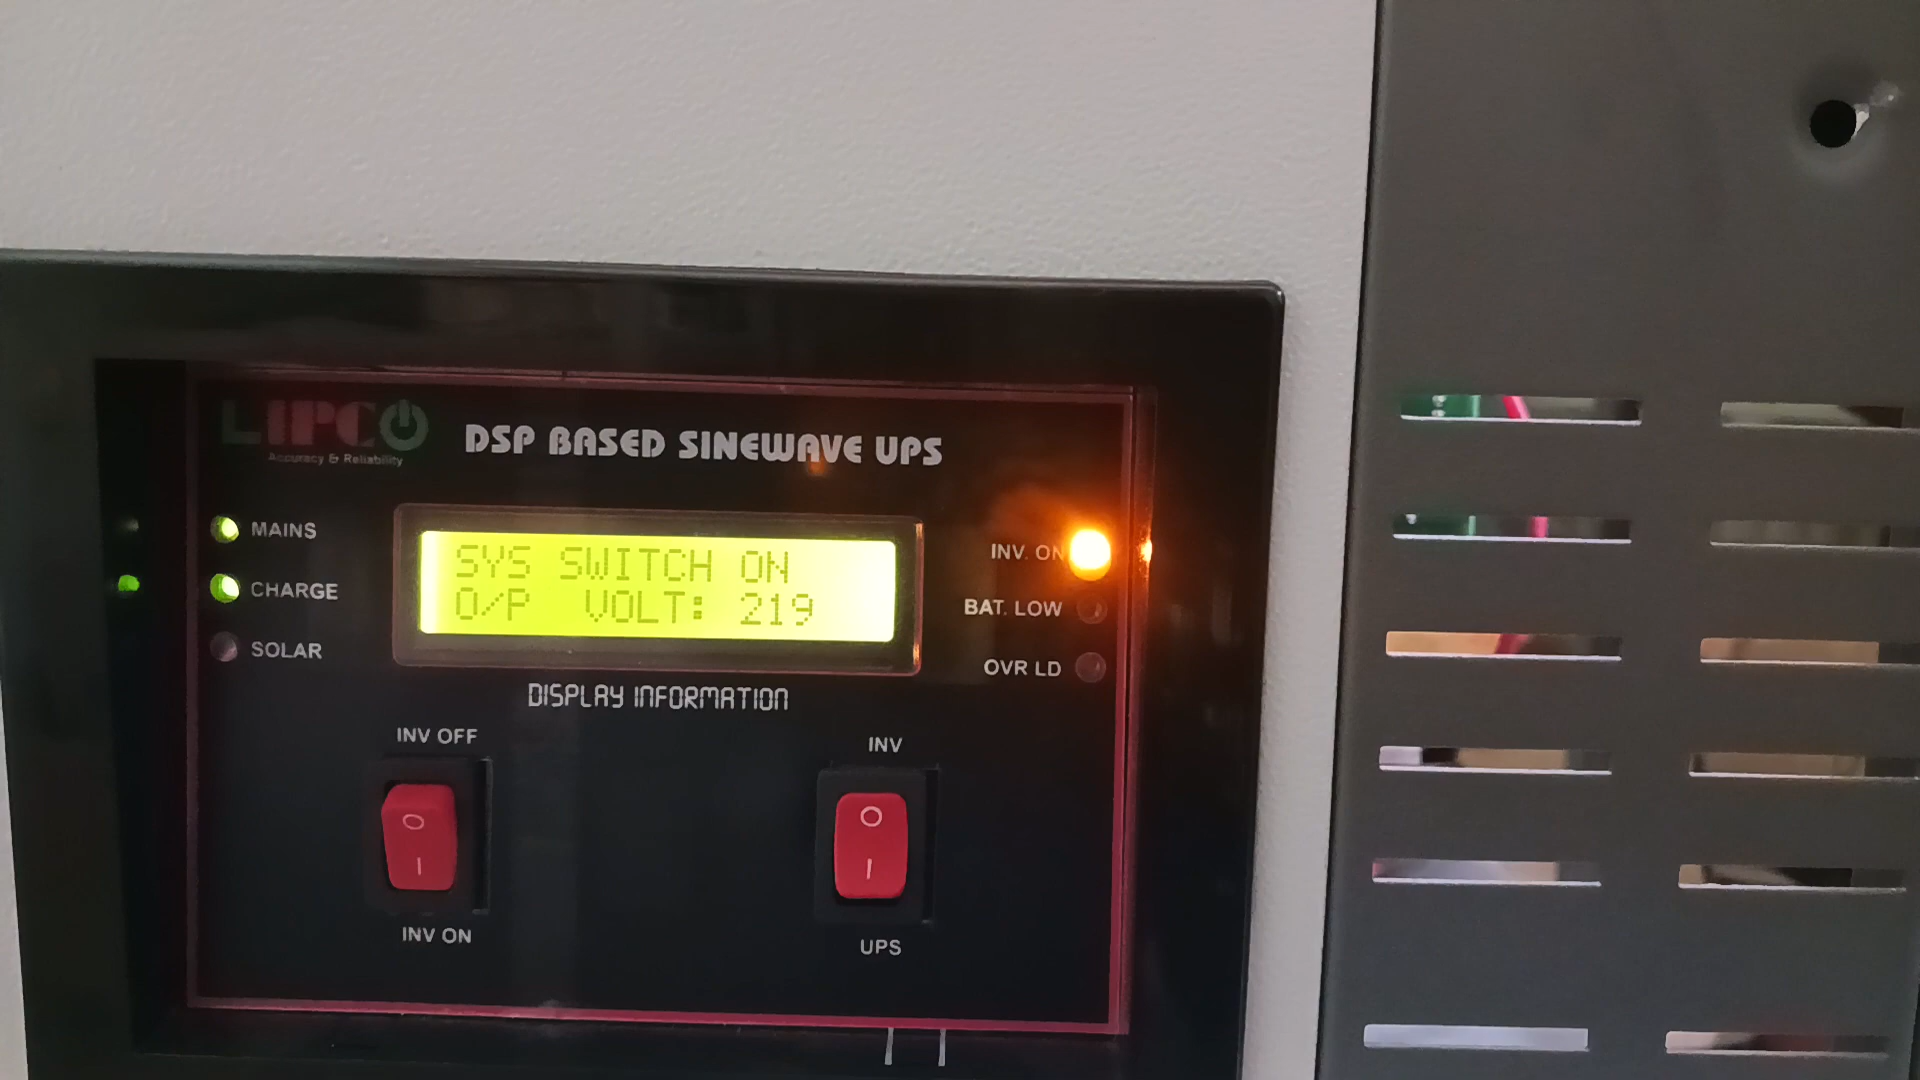 LIPCO
Accuracy & Reliability
DSP BASED SINEWAVE UPS
MAINS
CHARGE
SOLAR
SYS SWITCH ON
O/P VOLT: 219
INV. ON
BAT. LOW
OVR LD
DISPLAY INFORMATION
INV OFF
O
I
INV ON
INV
O
I
UPS